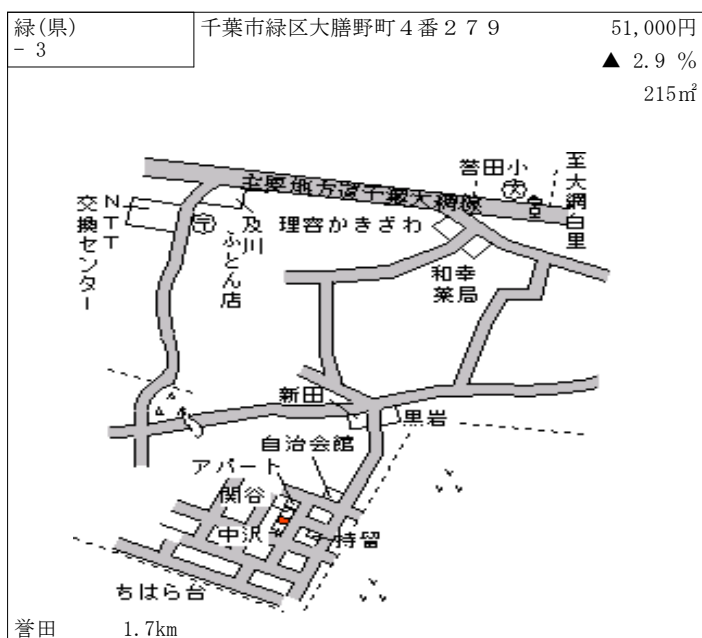 緑(県)
- 3
千葉市緑区大膳野町４番２７９
51,000円
▲ 2.9 %
215㎡
主要地方道千葉大網線
誉田小
文
至大網白里
NTT
交換センター
〒
及川
ふとん店
理容かきざわ
和幸
薬局
新田
黒岩
自治会館
アパート
関谷
中沢
持留
ちはら台
誉田 1.7km